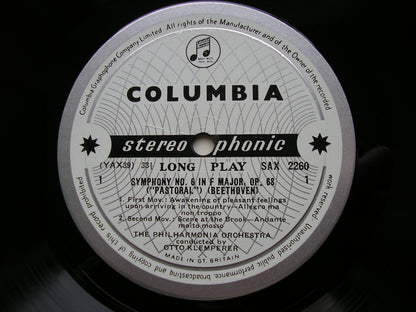 Columbia Graphophone Company Limited. All rights of the Manufacturer and of the Owner of the recorded
work reserved. Unauthorised public performance, broadcasting and copying of this record prohibited
COLUMBIA
stereo phonic
(YAX39) 33⅓ LONG PLAY SAX 2260
1 SYMPHONY NO. 6 IN F MAJOR, OP. 68 1
("PASTORAL") (BEETHOVEN)
1. First Mov.: Awakening of pleasant feelings
upon arriving in the country—Allegro ma
non troppo
2. Second Mov.: Scene at the Brook—Andante
molto mosso
THE PHILHARMONIA ORCHESTRA
conducted by
OTTO KLEMPERER
MADE IN GT. BRITAIN